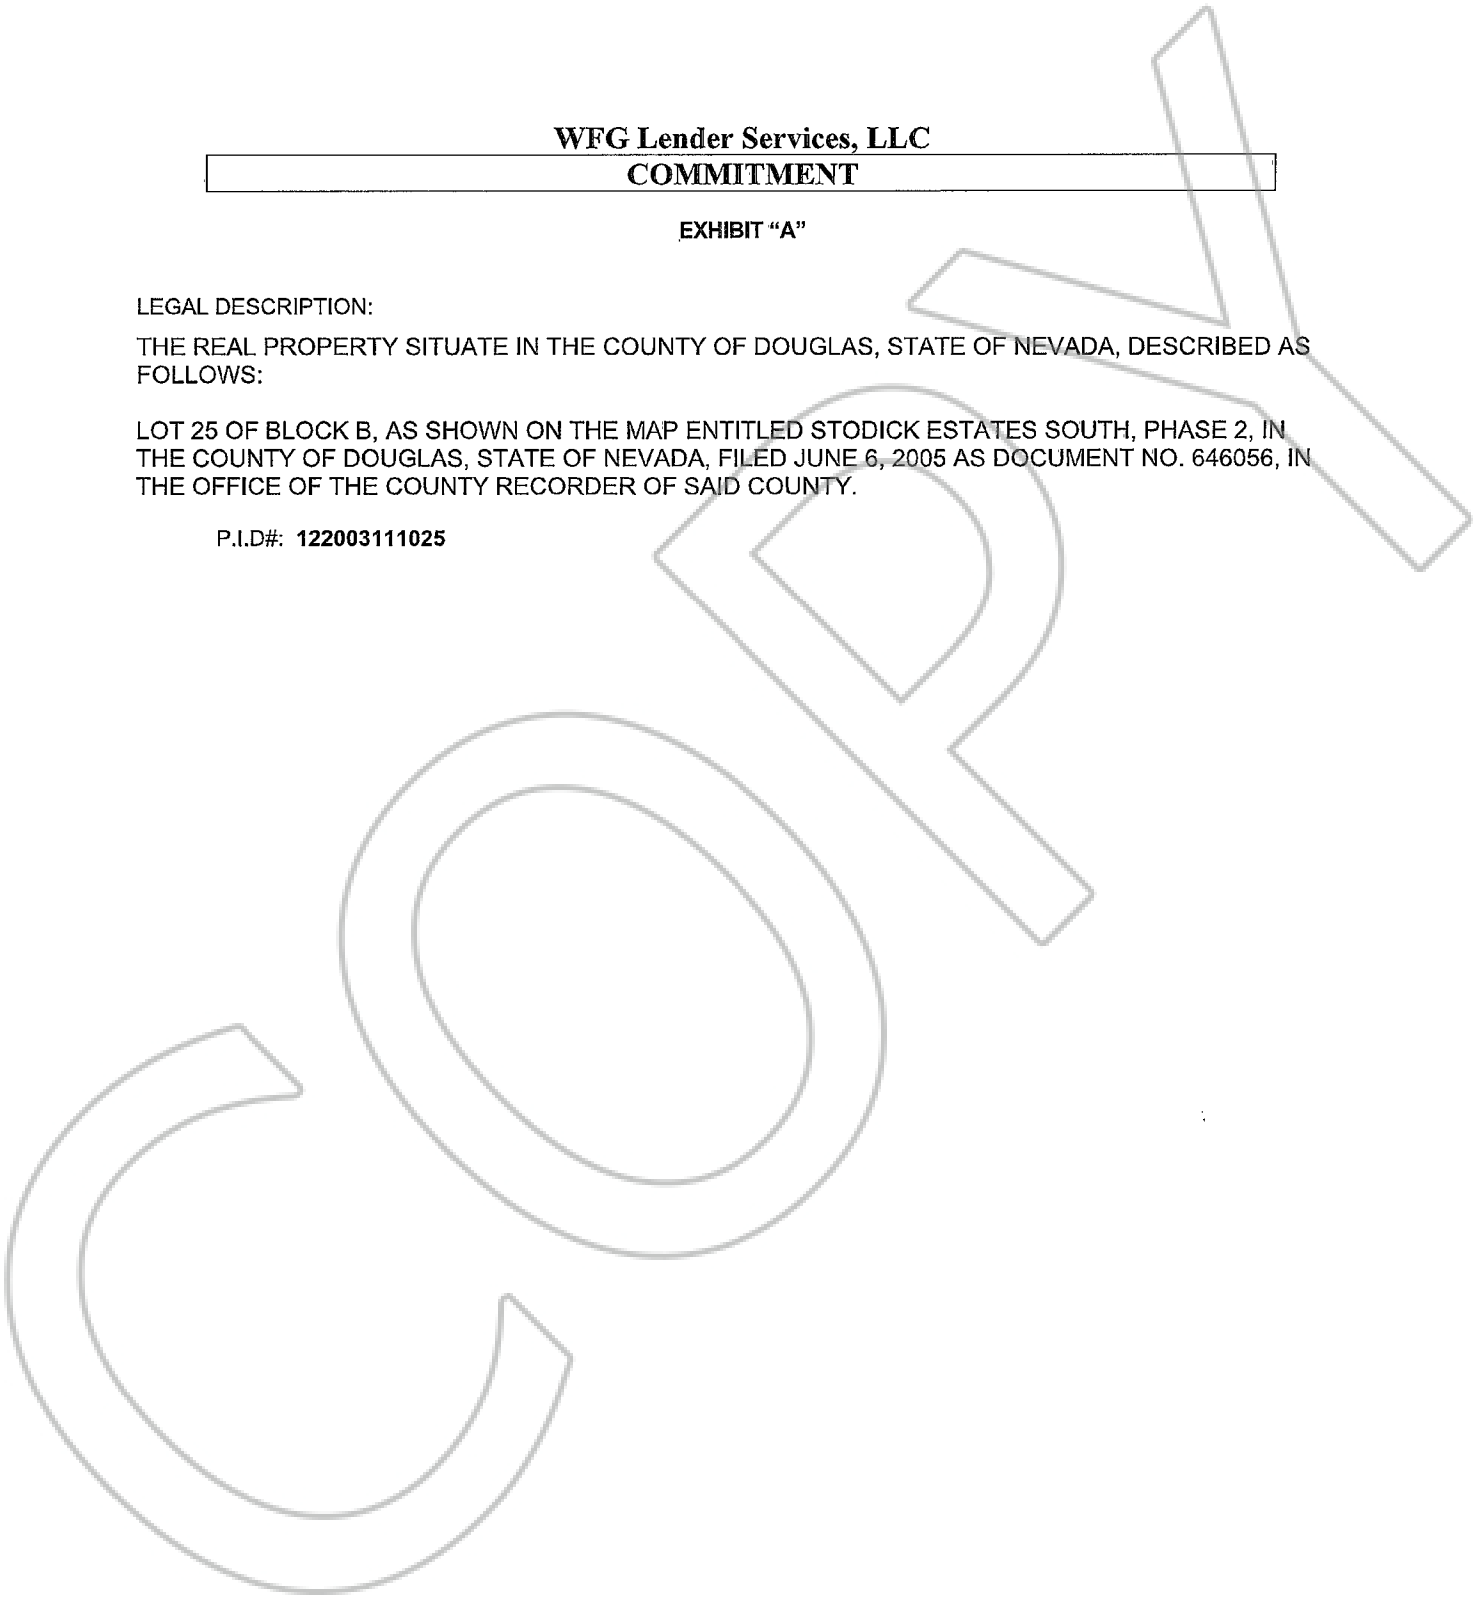 WFG Lender Services, LLC
COMMITMENT
EXHIBIT “A”
LEGAL DESCRIPTION:
THE REAL PROPERTY SITUATE IN THE COUNTY OF DOUGLAS, STATE OF NEVADA, DESCRIBED AS
FOLLOWS:
LOT 25 OF BLOCK B, AS SHOWN ON THE MAP ENTITLED STODICK ESTATES SOUTH, PHASE 2, IN
THE COUNTY OF DOUGLAS, STATE OF NEVADA, FILED JUNE 6, 2005 AS DOCUMENT NO. 646056, IN
THE OFFICE OF THE COUNTY RECORDER OF SAID COUNTY.
P.I.D#: 122003111025
COPY